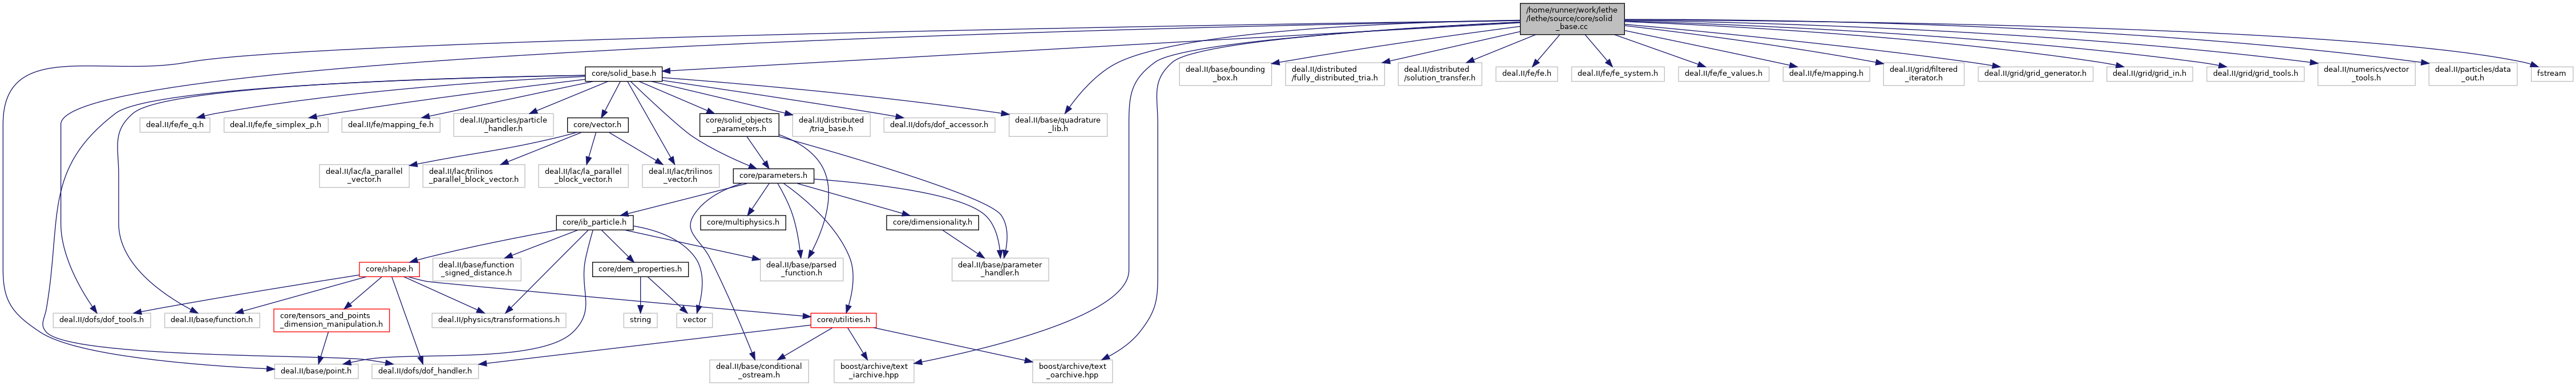 /home/runner/work/lethe
/lethe/source/core/solid
_base.cc
core/solid_base.h
deal.II/base/bounding
_box.h
deal.II/distributed
/fully_distributed_tria.h
deal.II/distributed
/solution_transfer.h
deal.II/fe/fe.h
deal.II/fe/fe_system.h
deal.II/fe/fe_values.h
deal.II/fe/mapping.h
deal.II/grid/filtered
_iterator.h
deal.II/grid/grid_generator.h
deal.II/grid/grid_in.h
deal.II/grid/grid_tools.h
deal.II/numerics/vector
_tools.h
deal.II/particles/data
_out.h
fstream
deal.II/fe/fe_q.h
deal.II/fe/fe_simplex_p.h
deal.II/fe/mapping_fe.h
deal.II/particles/particle
_handler.h
core/vector.h
core/solid_objects
_parameters.h
deal.II/distributed
/tria_base.h
deal.II/dofs/dof_accessor.h
deal.II/base/quadrature
_lib.h
deal.II/lac/la_parallel
_vector.h
deal.II/lac/trilinos
_parallel_block_vector.h
deal.II/lac/la_parallel
_block_vector.h
deal.II/lac/trilinos
_vector.h
core/parameters.h
core/ib_particle.h
core/multiphysics.h
core/dimensionality.h
core/shape.h
deal.II/base/function
_signed_distance.h
core/dem_properties.h
deal.II/base/parsed
_function.h
deal.II/base/parameter
_handler.h
deal.II/dofs/dof_tools.h
deal.II/base/function.h
core/tensors_and_points
_dimension_manipulation.h
deal.II/physics/transformations.h
string
vector
core/utilities.h
deal.II/base/point.h
deal.II/dofs/dof_handler.h
deal.II/base/conditional
_ostream.h
boost/archive/text
_iarchive.hpp
boost/archive/text
_oarchive.hpp